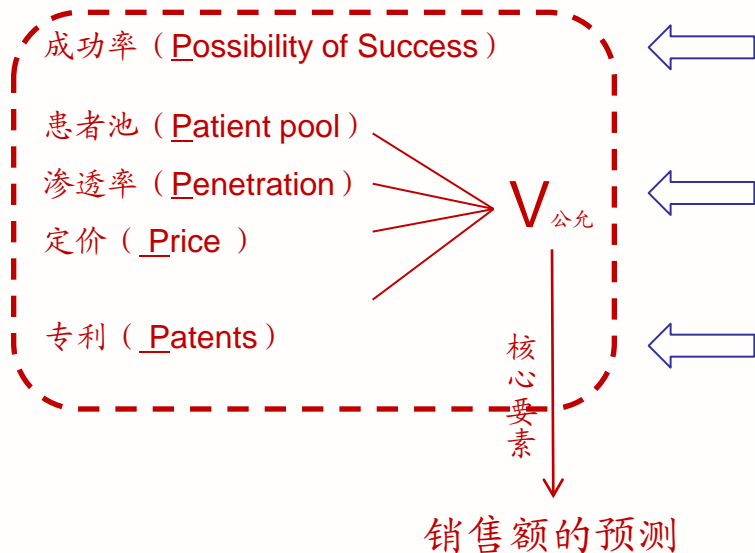 成功率（Possibility of Success）
患者池（Patient pool）
渗透率（Penetration）
定价（ Price ）
专利（ Patents）
V公允
核心要素
销售额的预测